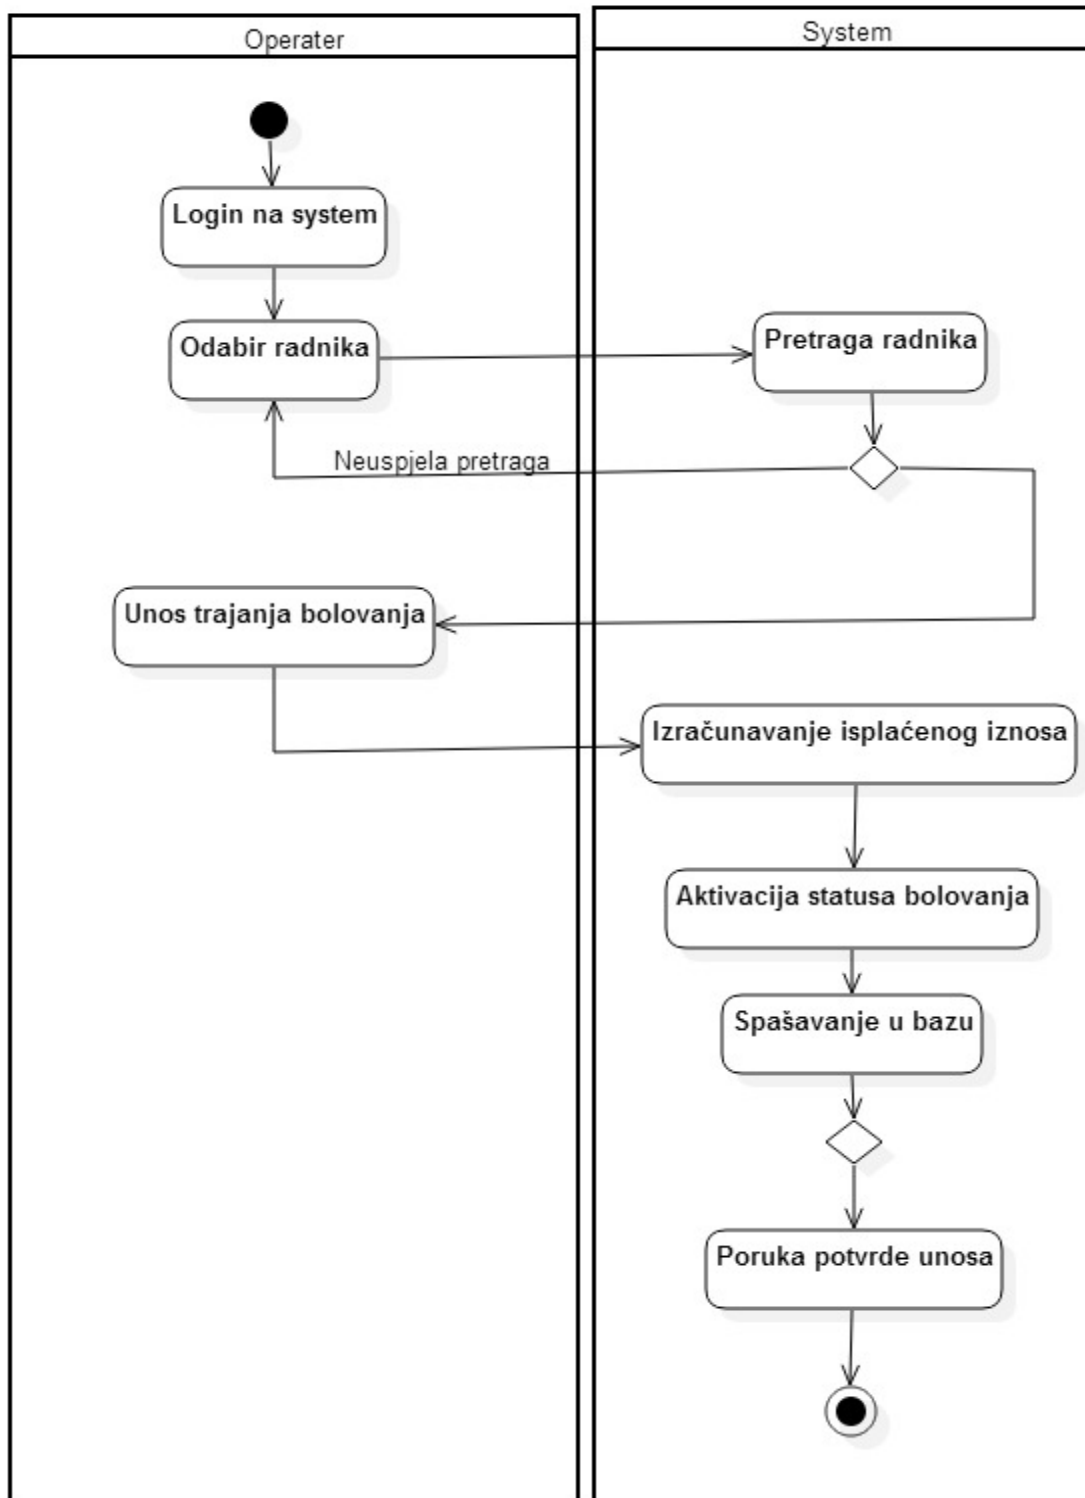 Operater
System
Login na system
Odabir radnika
Pretraga radnika
Neuspjela pretraga
Unos trajanja bolovanja
Izračunavanje isplaćenog iznosa
Aktivacija statusa bolovanja
Spašavanje u bazu
Poruka potvrde unosa